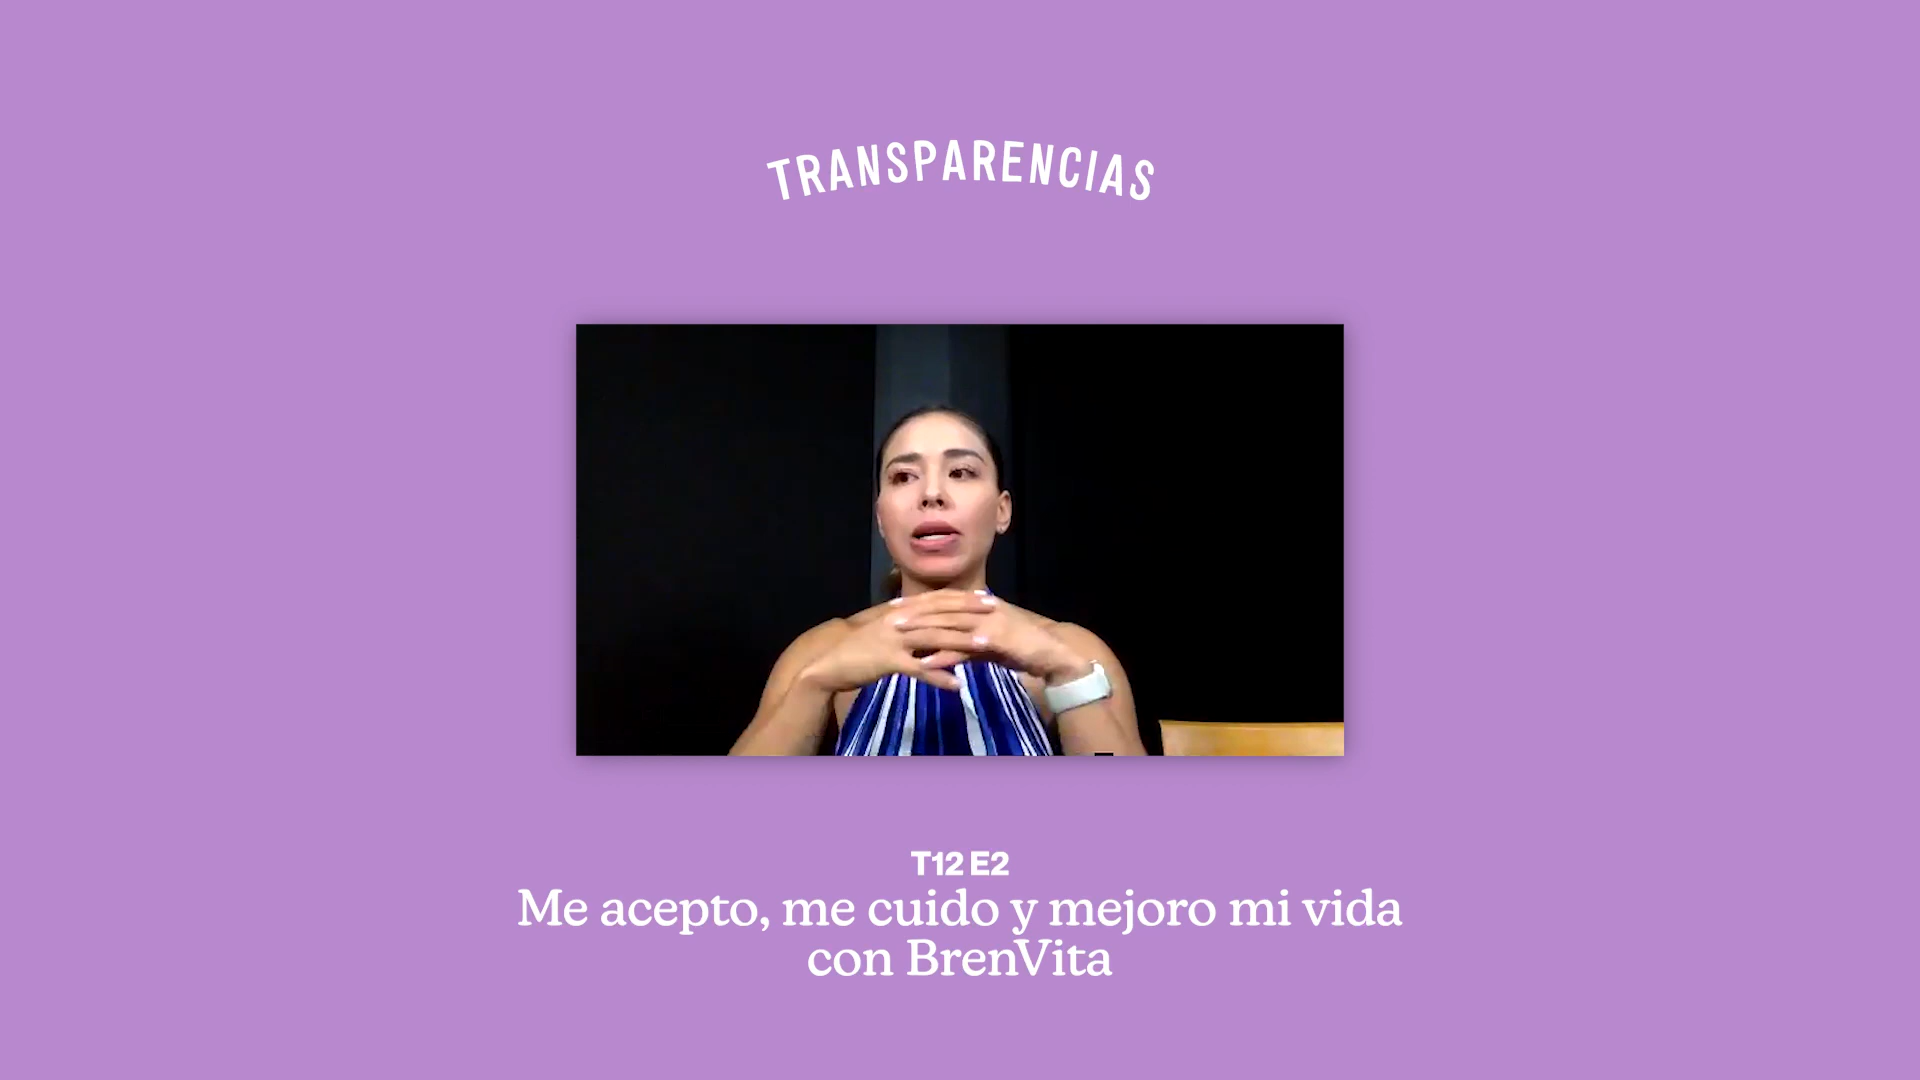 TRANSPARENCIAS
T12 E2
Me acepto, me cuido y mejoro mi vida
con BrenVita